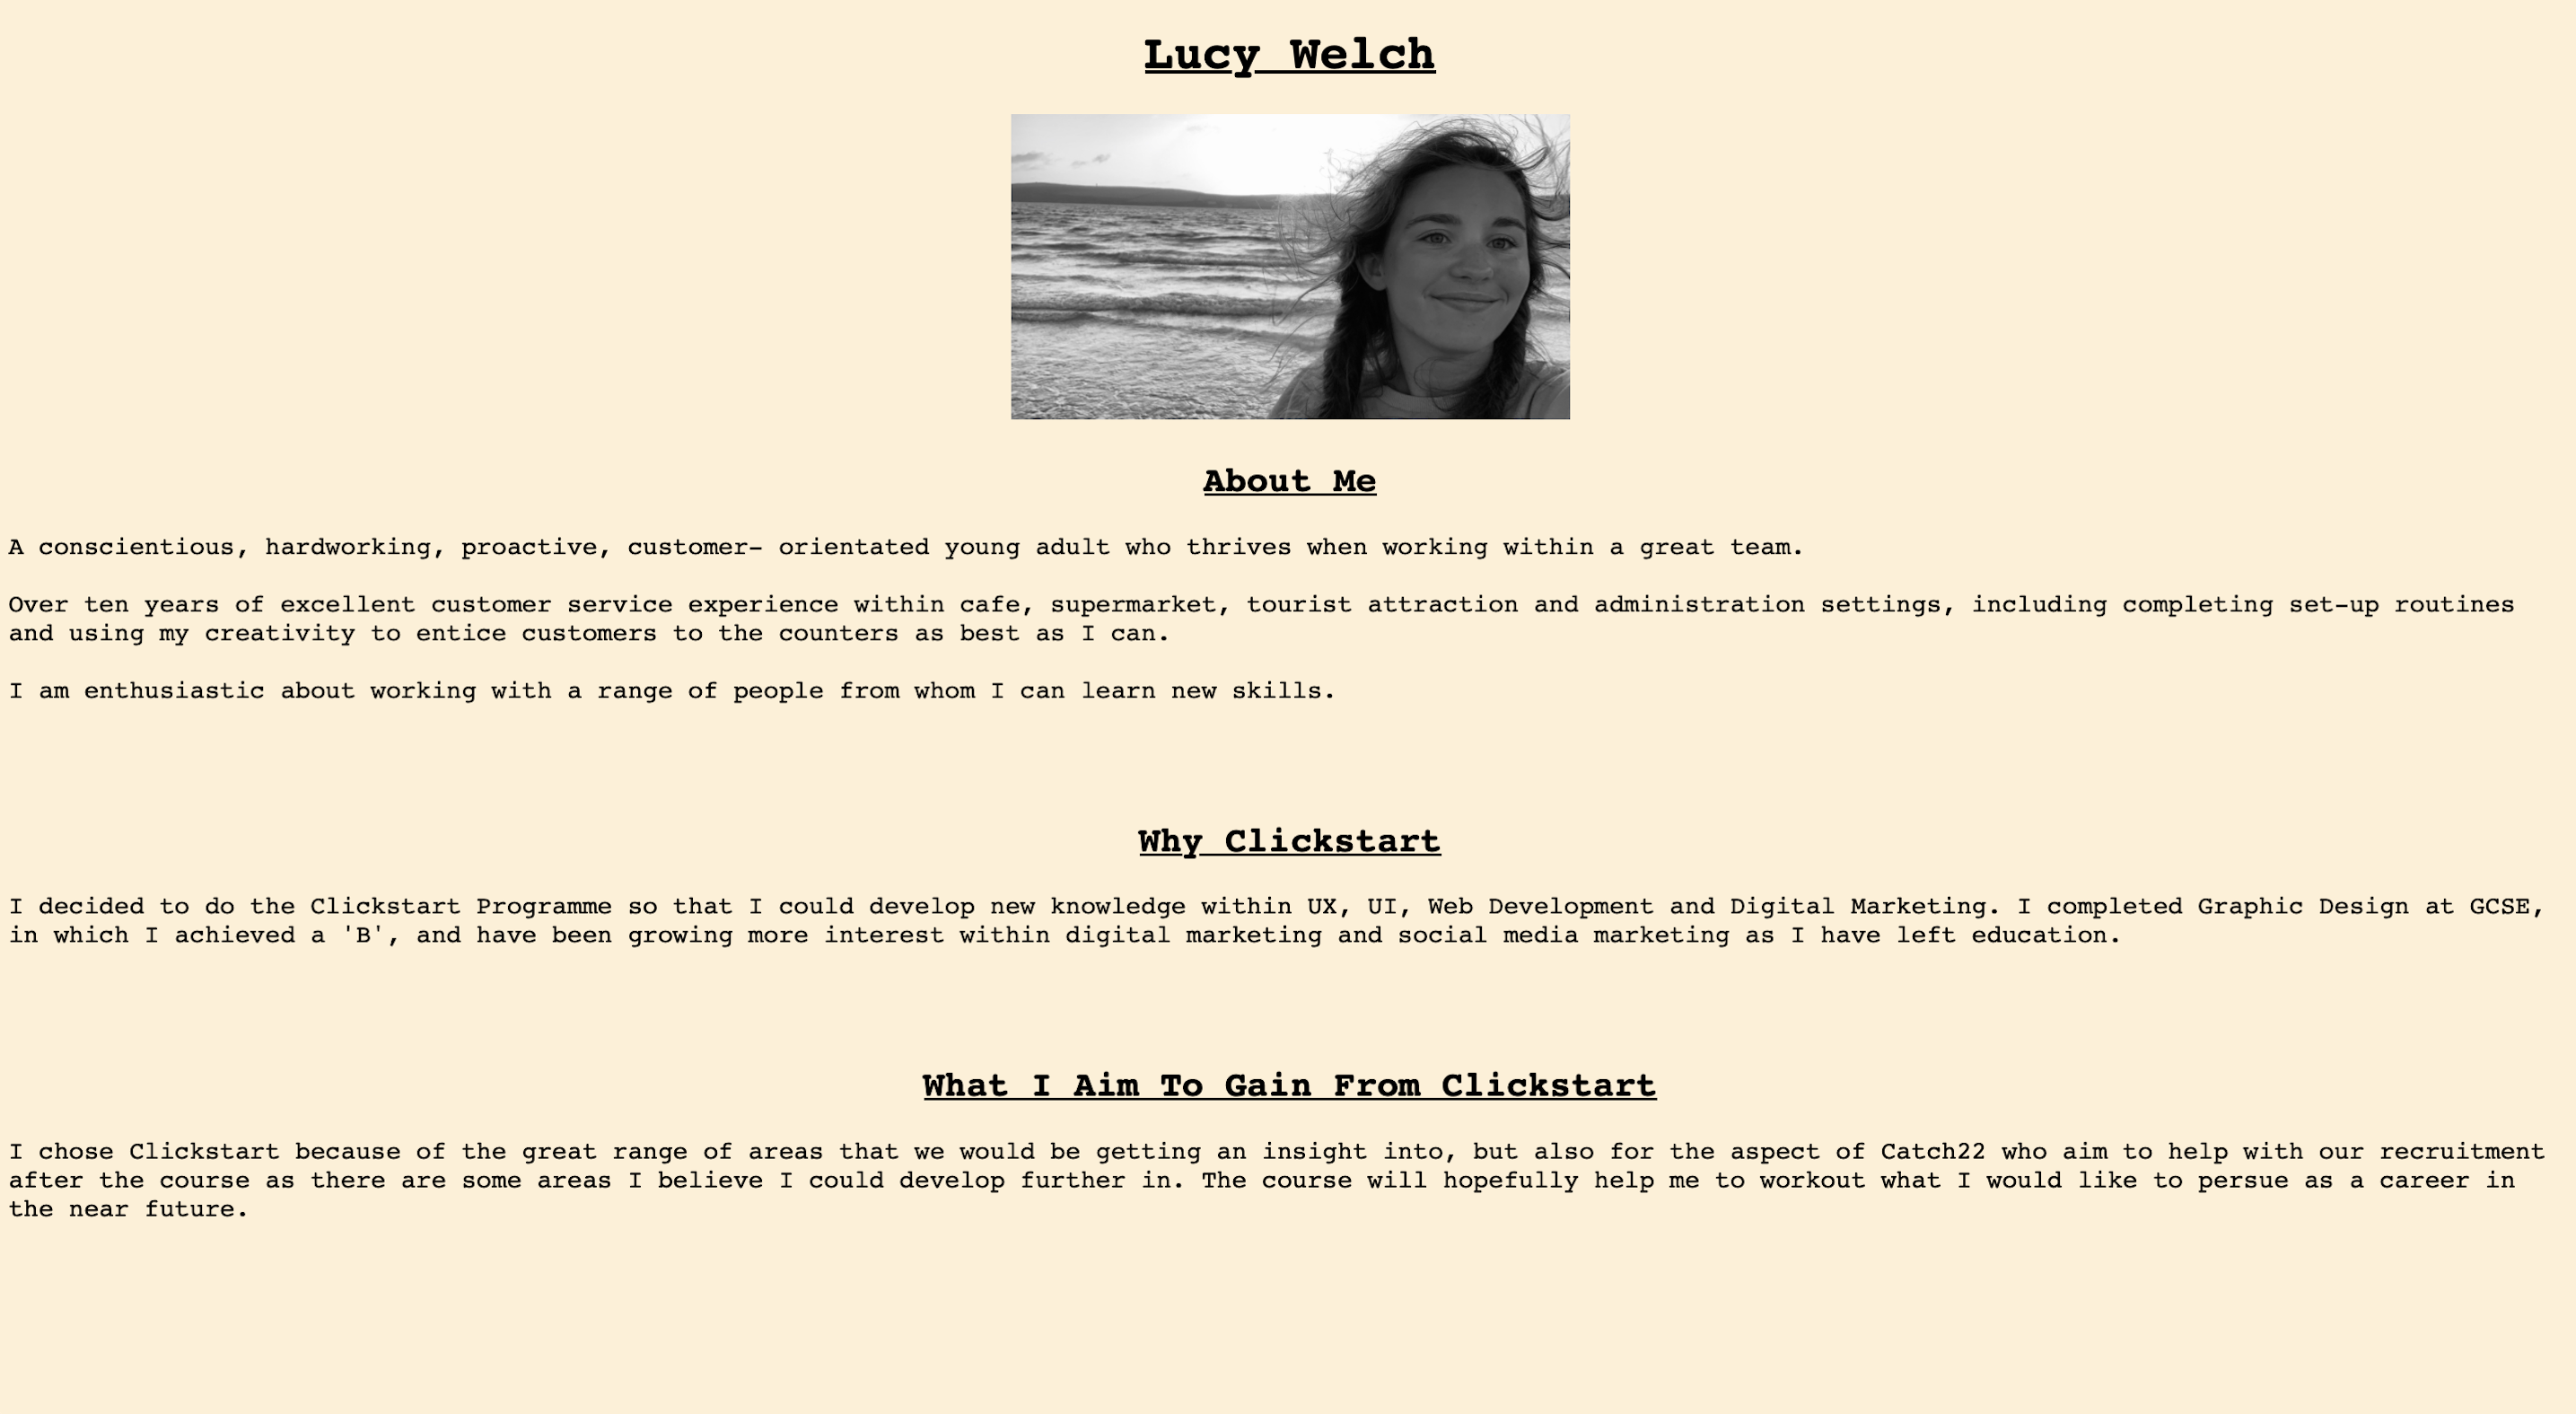 Lucy Welch
About Me
A conscientious, hardworking, proactive, customer- orientated young adult who thrives when working within a great team.
Over ten years of excellent customer service experience within cafe, supermarket, tourist attraction and administration settings, including completing set-up routines
and using my creativity to entice customers to the counters as best as I can.
I am enthusiastic about working with a range of people from whom I can learn new skills.
Why Clickstart
I decided to do the Clickstart Programme so that I could develop new knowledge within UX, UI, Web Development and Digital Marketing. I completed Graphic Design at GCSE,
in which I achieved a 'B', and have been growing more interest within digital marketing and social media marketing as I have left education.
What I Aim To Gain From Clickstart
I chose Clickstart because of the great range of areas that we would be getting an insight into, but also for the aspect of Catch22 who aim to help with our recruitment
after the course as there are some areas I believe I could develop further in. The course will hopefully help me to workout what I would like to persue as a career in
the near future.